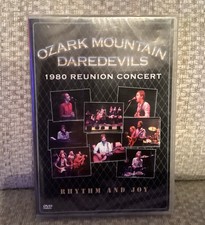 OZARK MOUNTAIN
DAREDEVILS
1980 REUNION CONCERT
RHYTHM AND JOY
DVD